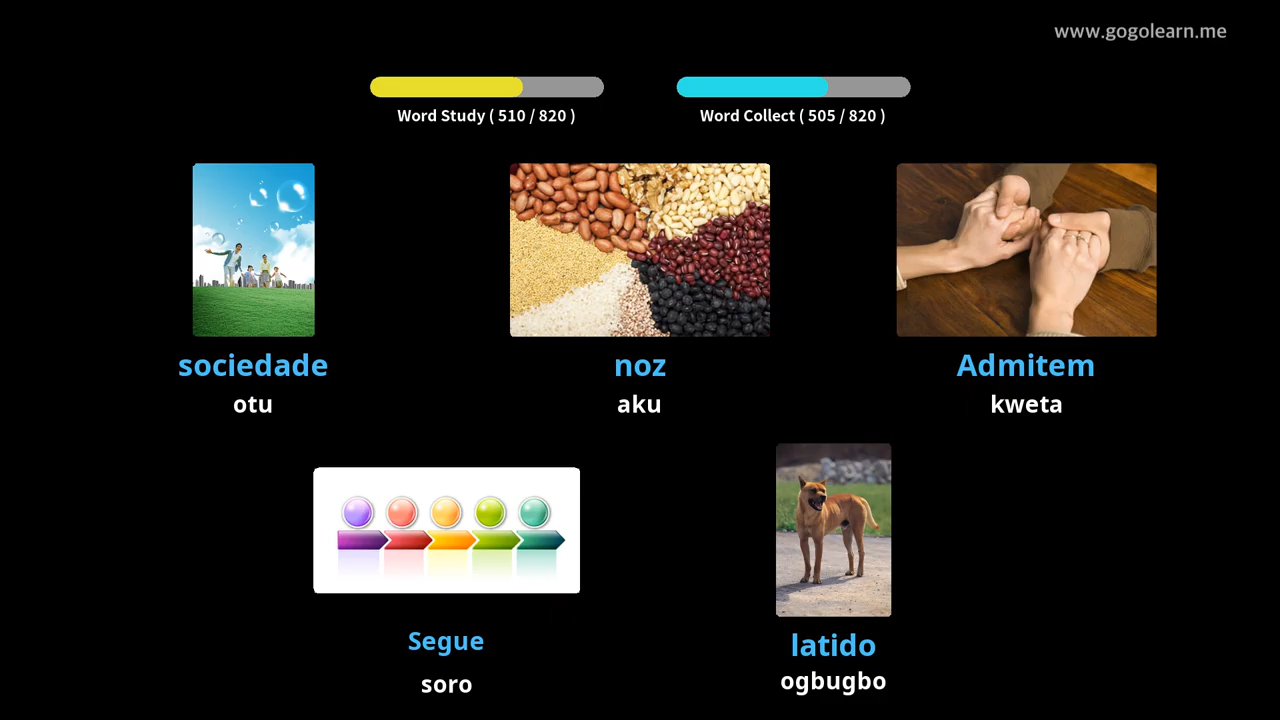 www.gogolearn.me
Word Study ( 510 / 820 )
Word Collect ( 505 / 820 )
sociedade
otu
noz
aku
Admitem
kweta
Segue
soro
latido
ogbugbo